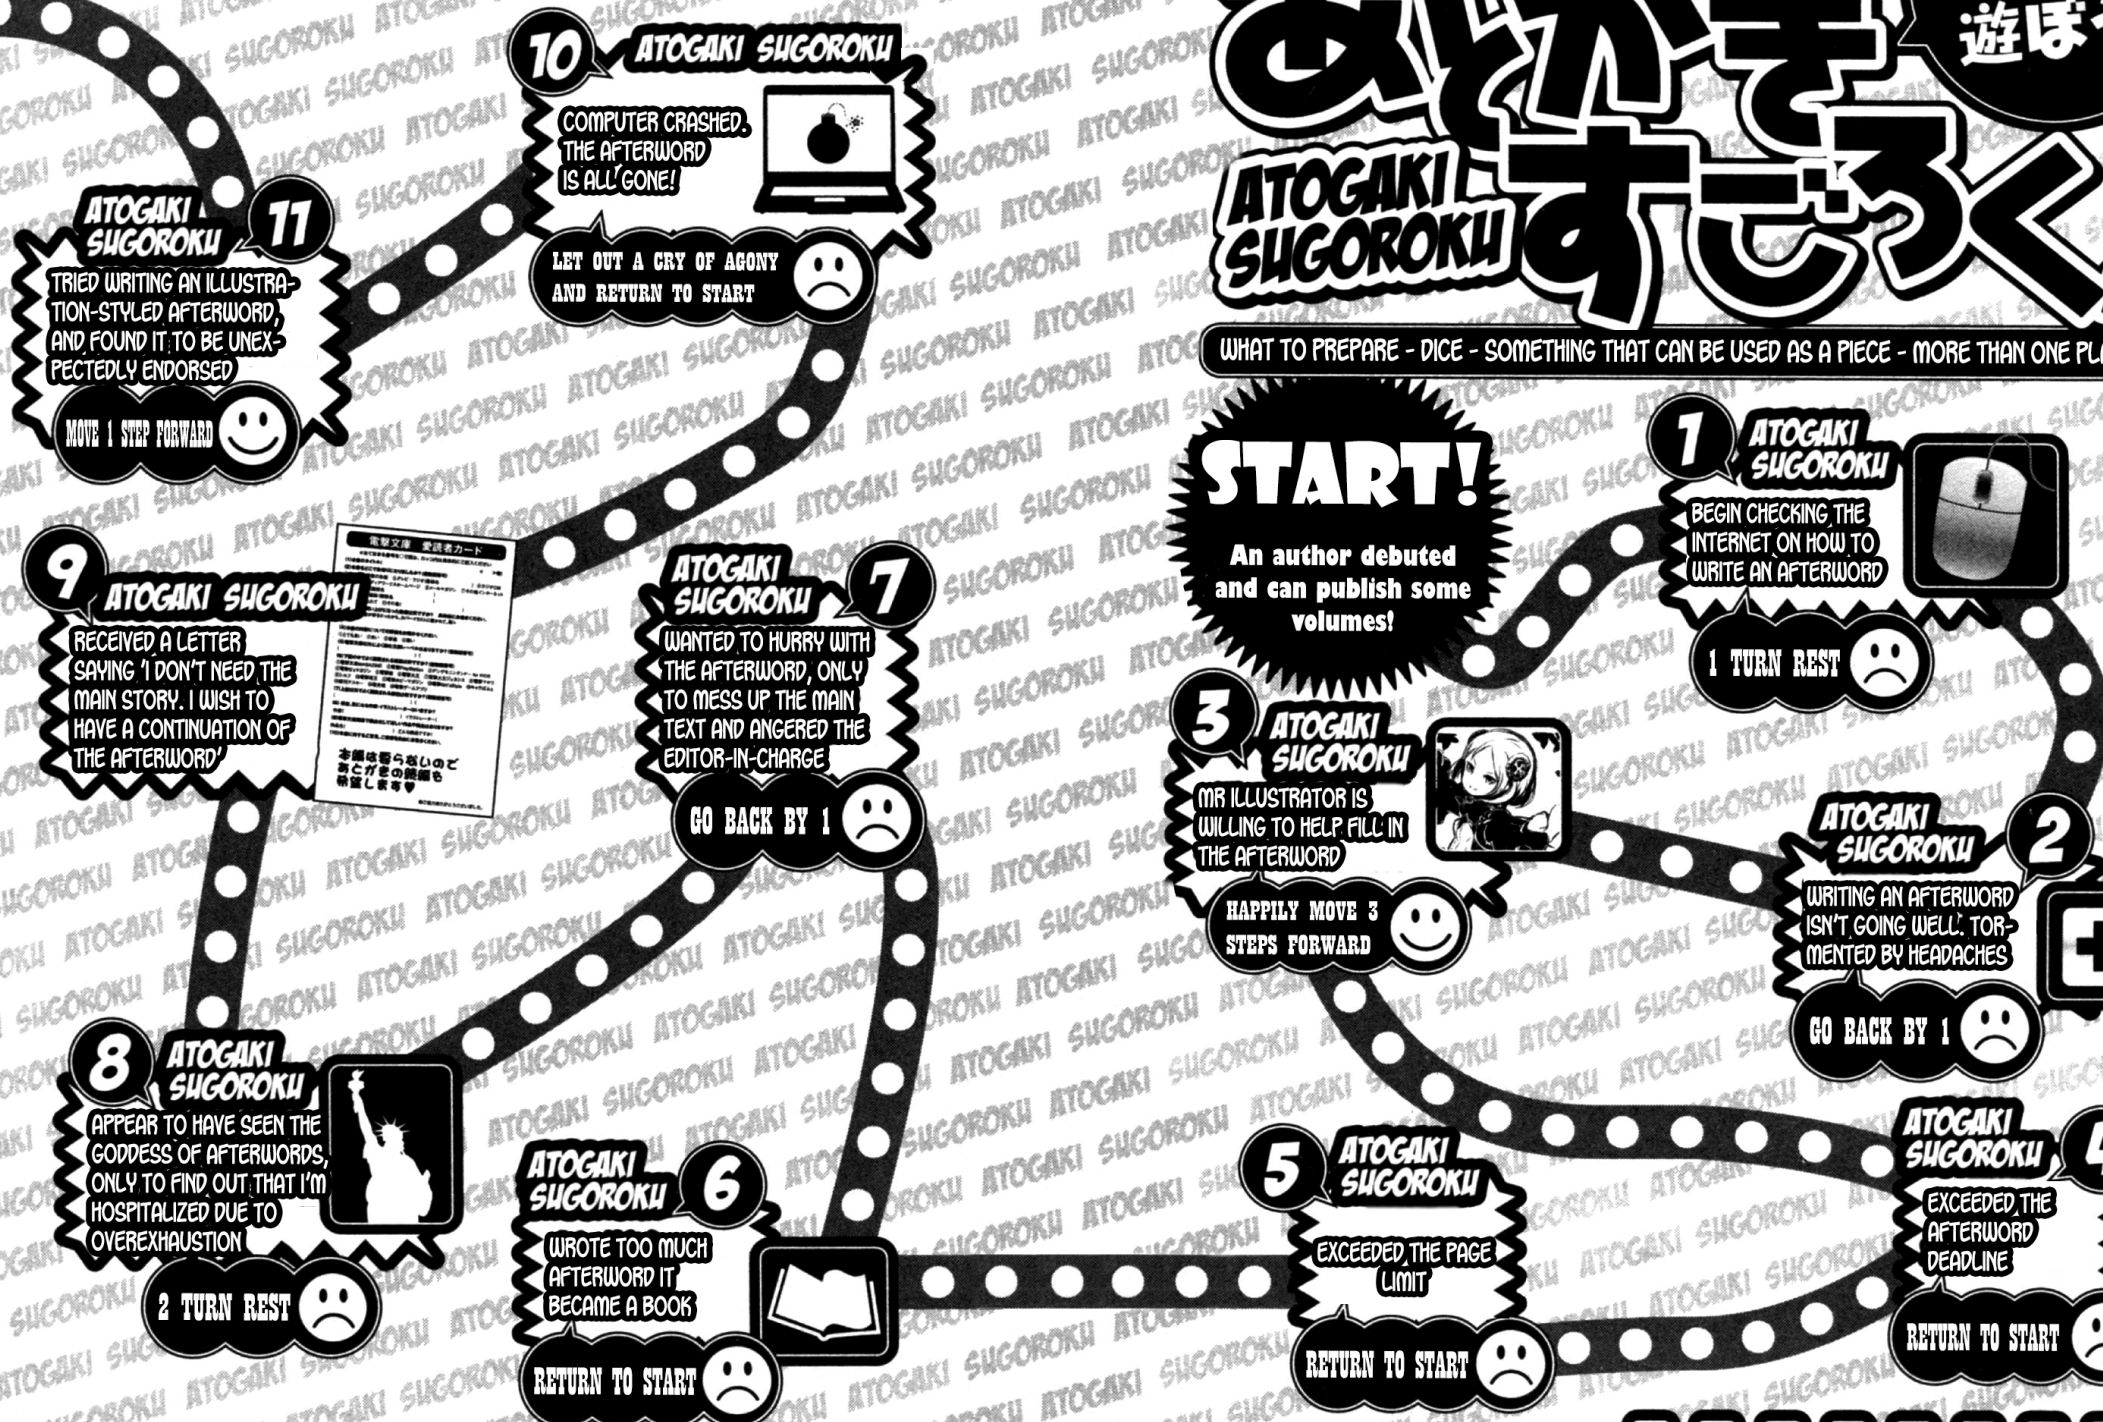 あとがき
遊ぼ
すごろく
ATOGAKI
SUGOROKU
WHAT TO PREPARE - DICE - SOMETHING THAT CAN BE USED AS A PIECE - MORE THAN ONE
START!
An author debuted
and can publish some
volumes!
1
ATOGAKI
SUGOROKU
BEGIN CHECKING THE
INTERNET ON HOW TO
WRITE AN AFTERWORD
1 TURN REST
2
ATOGAKI
SUGOROKU
WRITING AN AFTERWORD
ISN'T GOING WELL. TOR-
MENTED BY HEADACHES
GO BACK BY 1
3
ATOGAKI
SUGOROKU
MR ILLUSTRATOR IS
WILLING TO HELP FILL IN
THE AFTERWORD
HAPPILY MOVE 3
STEPS FORWARD
4
ATOGAKI
SUGOROKU
EXCEEDED THE
AFTERWORD
DEADLINE
RETURN TO START
5
ATOGAKI
SUGOROKU
EXCEEDED THE PAGE
LIMIT
RETURN TO START
6
ATOGAKI
SUGOROKU
WROTE TOO MUCH
AFTERWORD IT
BECAME A BOOK
RETURN TO START
7
ATOGAKI
SUGOROKU
WANTED TO HURRY WITH
THE AFTERWORD, ONLY
TO MESS UP THE MAIN
TEXT AND ANGERED THE
EDITOR-IN-CHARGE
GO BACK BY 1
8
ATOGAKI
SUGOROKU
APPEAR TO HAVE SEEN THE
GODDESS OF AFTERWORDS,
ONLY TO FIND OUT THAT I'M
HOSPITALIZED DUE TO
OVEREXHAUSTION
2 TURN REST
9
ATOGAKI SUGOROKU
RECEIVED A LETTER
SAYING 'I DON'T NEED THE
MAIN STORY. I WISH TO
HAVE A CONTINUATION OF
THE AFTERWORD'
電撃文庫 愛読者カード
本編は要らないので
あとがきの続編を
希望します♥
10
ATOGAKI SUGOROKU
COMPUTER CRASHED.
THE AFTERWORD
IS ALL GONE!
LET OUT A CRY OF AGONY
AND RETURN TO START
11
ATOGAKI
SUGOROKU
TRIED WRITING AN ILLUSTRA-
TION-STYLED AFTERWORD,
AND FOUND IT TO BE UNEX-
PECTEDLY ENDORSED
MOVE 1 STEP FORWARD